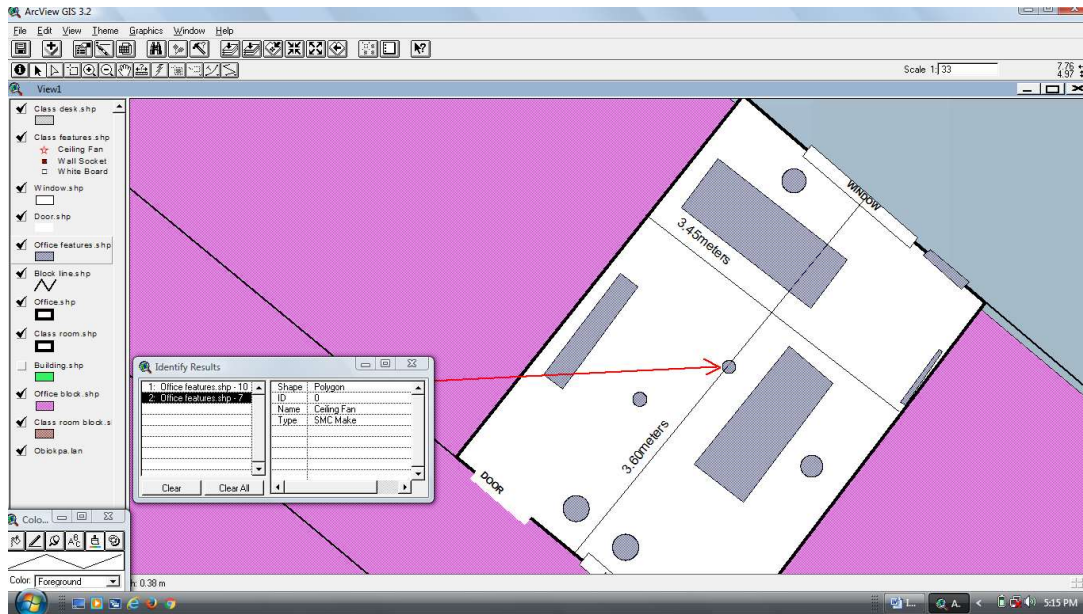 ArcView GIS 3.2
File Edit View Theme Graphics Window Help
Scale 1: 33
7.76
4.97
View1
Class desk.shp
Class features.shp
Ceiling Fan
Wall Socket
White Board
Window.shp
Door.shp
Office features.shp
Block line.shp
Office.shp
Class room.shp
Building.shp
Office block.shp
Class room block.s
Obiokpa.lan
WINDOW
3.45meters
3.60meters
DOOR
Identify Results
1: Office features.shp - 10
2: Office features.shp - 7
Shape Polygon
ID 0
Name Ceiling Fan
Type SMC Make
Clear Clear All
Colo...
Color: Foreground
h: 0.38 m
1...
A.
5:15 PM